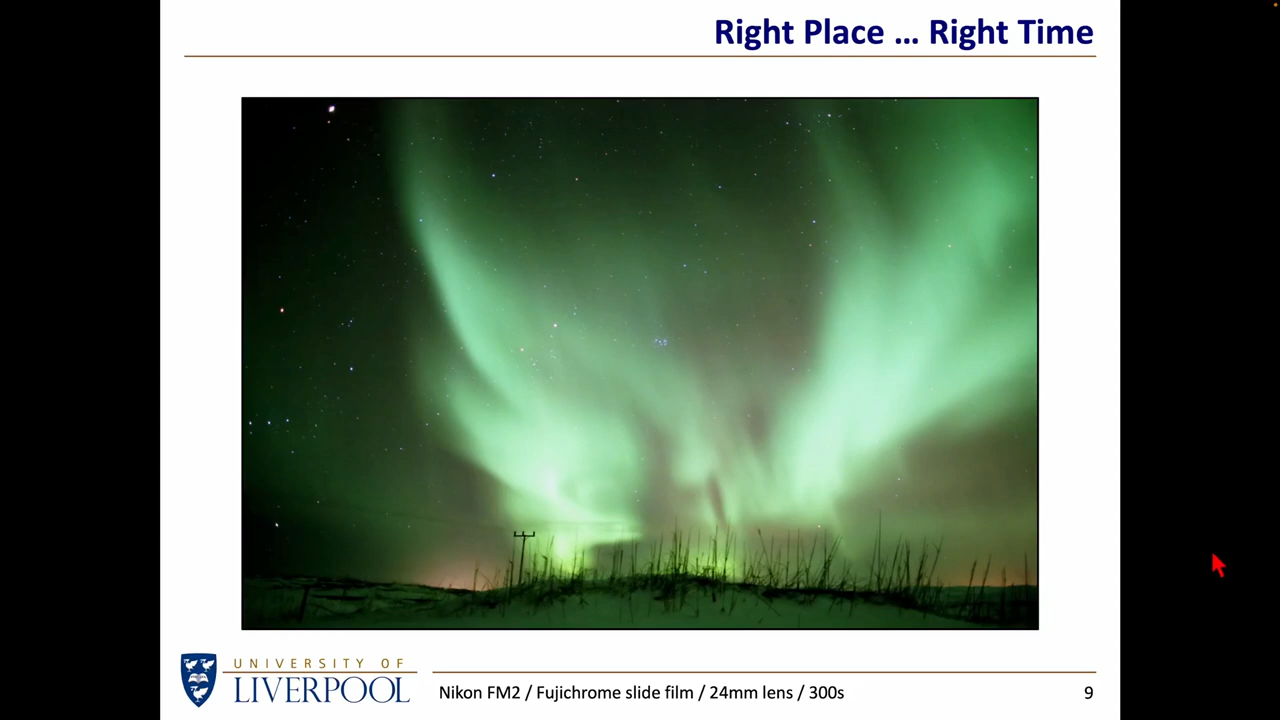 Right Place ... Right Time
UNIVERSITY OF
LIVERPOOL
Nikon FM2 / Fujichrome slide film / 24mm lens / 300s
9